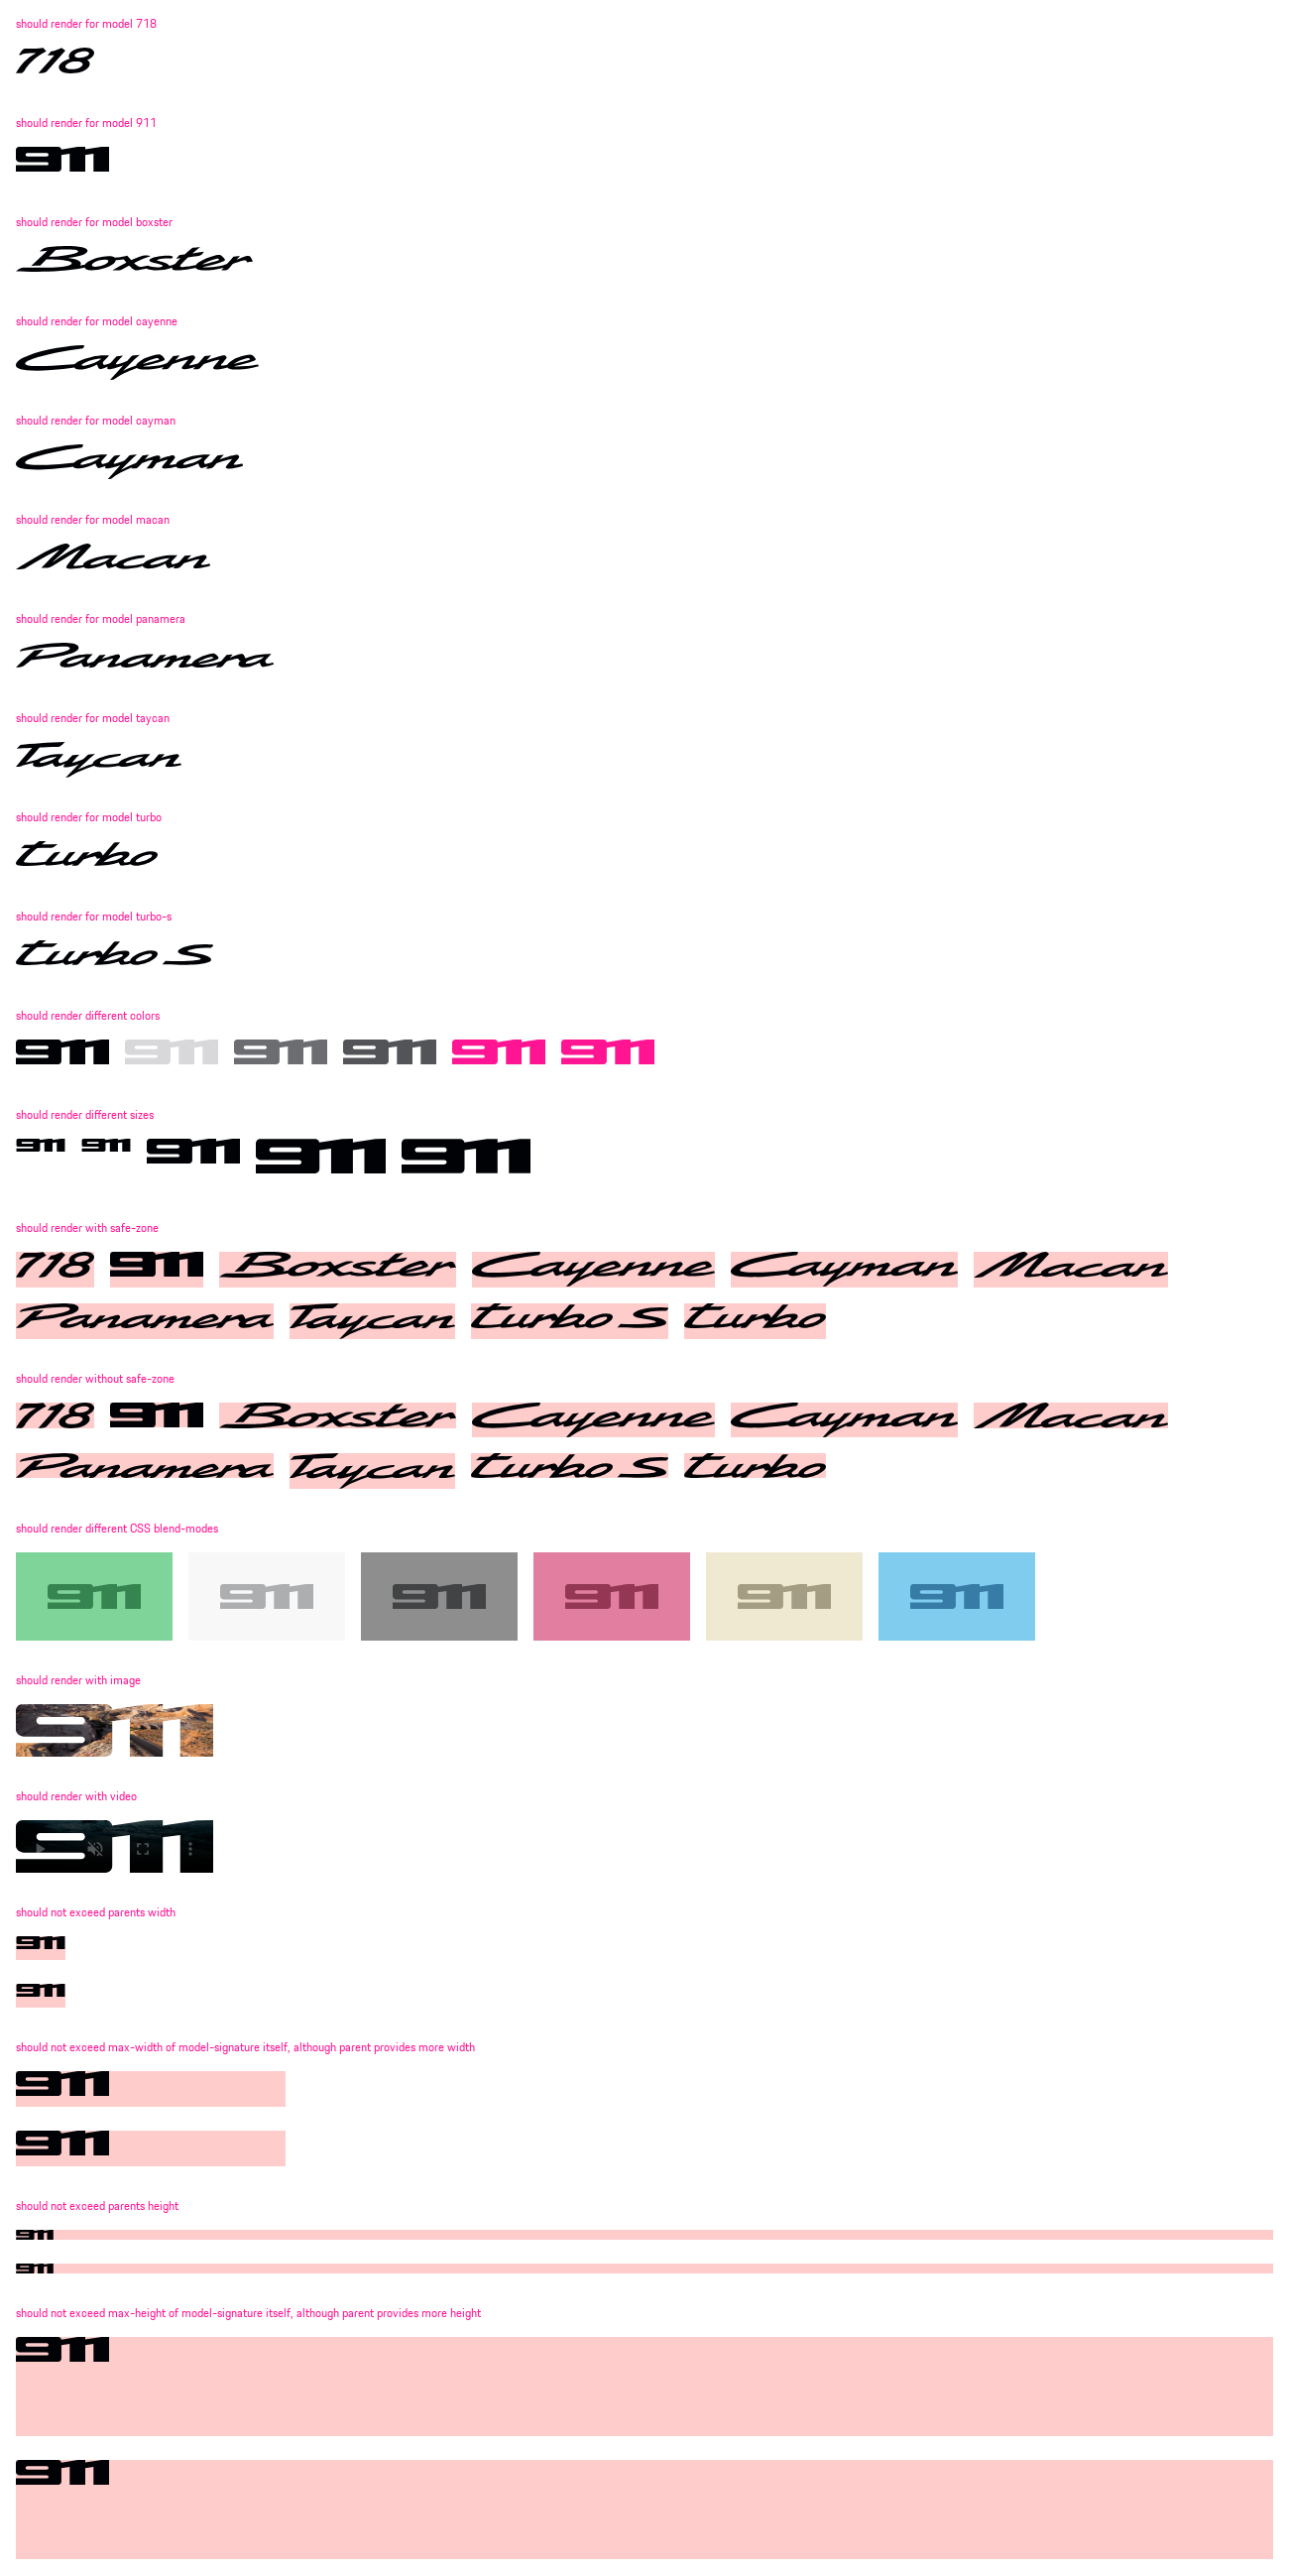 should render for model 718
718
should render for model 911
911
should render for model boxster
Boxster
should render for model cayenne
Cayenne
should render for model cayman
Cayman
should render for model macan
Macan
should render for model panamera
Panamera
should render for model taycan
Taycan
should render for model turbo
turbo
should render for model turbo-s
turbo S
should render different colors
911 911 911 911 911 911
should render different sizes
911 911 911 911 911
should render with safe-zone
718 911 Boxster Cayenne Cayman Macan
Panamera Taycan turbo S turbo
should render without safe-zone
718 911 Boxster Cayenne Cayman Macan
Panamera Taycan turbo S turbo
should render different CSS blend-modes
911 911 911 911 911 911
should render with image
911
should render with video
911
should not exceed parents width
911
911
should not exceed max-width of model-signature itself, although parent provides more width
911
911
should not exceed parents height
911
911
should not exceed max-height of model-signature itself, although parent provides more height
911
911